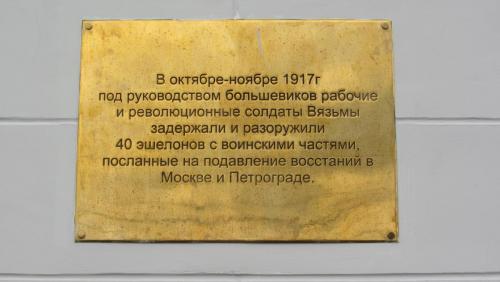 В октябре-ноябре 1917г
под руководством большевиков рабочие
и революционные солдаты Вязьмы
задержали и разоружили
40 эшелонов с воинскими частями,
посланные на подавление восстаний в
Москве и Петрограде.